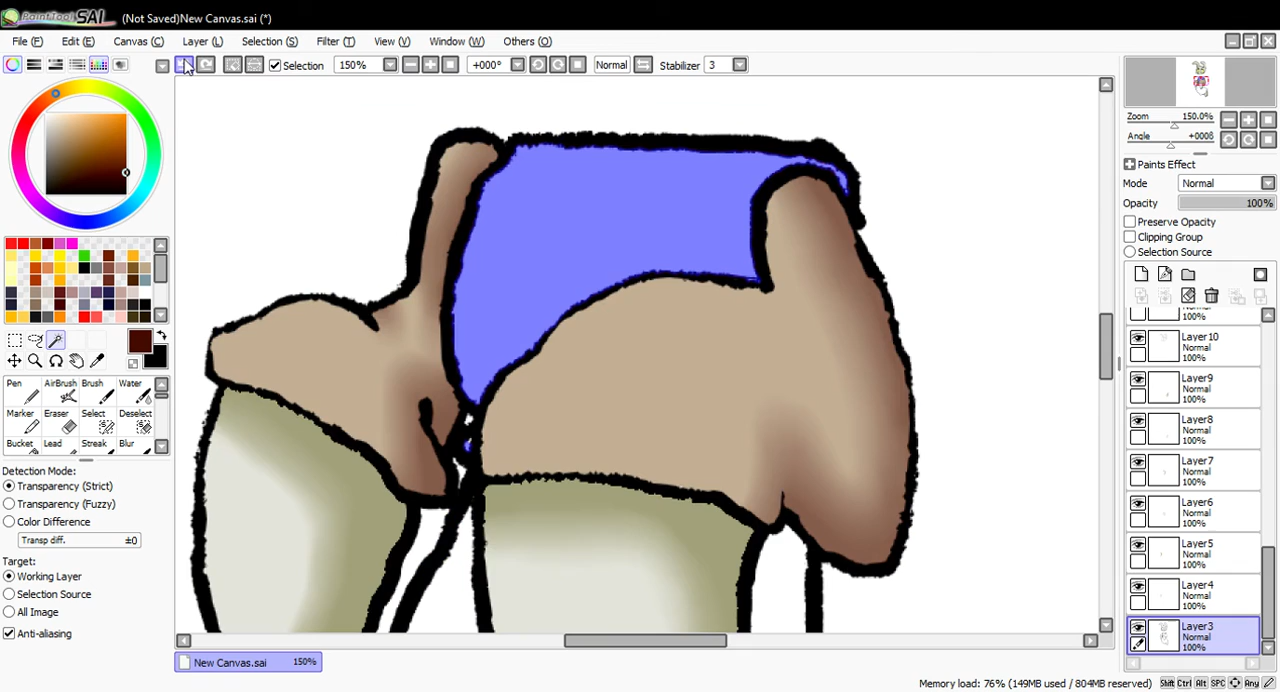 PaintTool SAI (Not Saved)New Canvas.sai (*)
File (F) Edit (E) Canvas (C) Layer (L) Selection (S) Filter (T) View (V) Window (W) Others (O)
Selection 150% +000° Normal Stabilizer 3
Zoom 150.0%
Angle +000θ
Paints Effect
Mode Normal
Opacity 100%
Preserve Opacity
Clipping Group
Selection Source
100%
Layer10
Normal
100%
Layer9
Normal
100%
Layer8
Normal
100%
Layer7
Normal
100%
Layer6
Normal
100%
Layer5
Normal
100%
Layer4
Normal
100%
Layer3
Normal
100%
Pen AirBrush Brush Water
Marker Eraser Select Deselect
Bucket Lead Streak Blur
Detection Mode:
Transparency (Strict)
Transparency (Fuzzy)
Color Difference
Transp diff. ±0
Target:
Working Layer
Selection Source
All Image
Anti-aliasing
New Canvas.sai 150%
Memory load: 76% (149MB used / 804MB reserved) Shift Ctrl Alt SPC Any